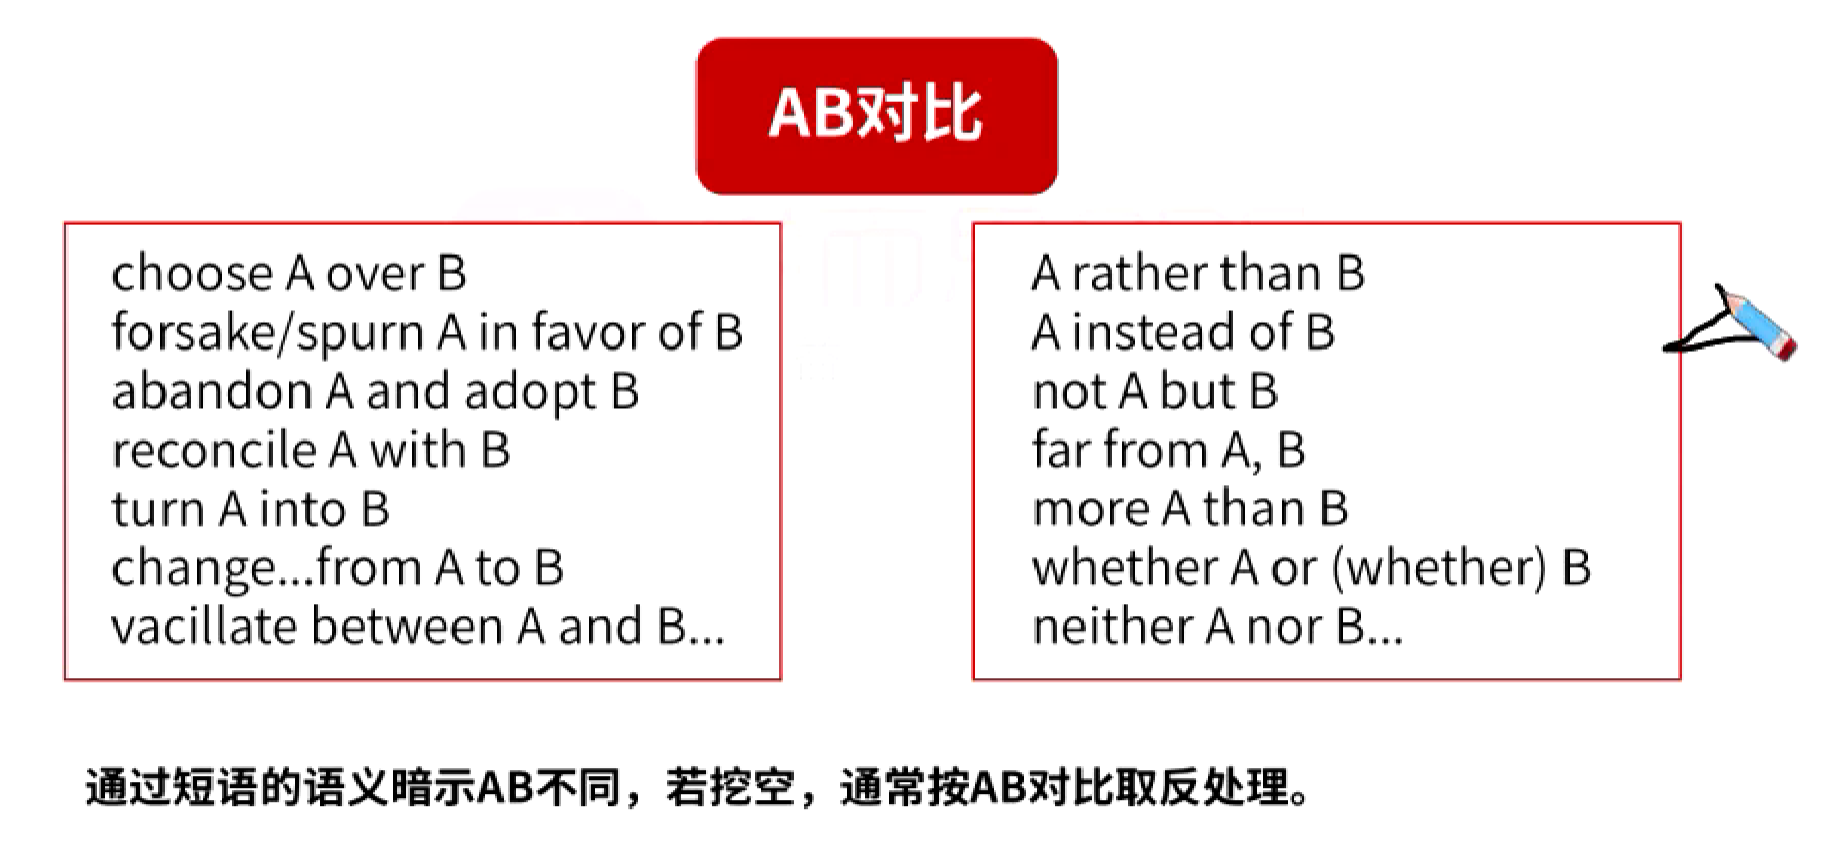 AB对比
choose A over B
forsake/spurn A in favor of B
abandon A and adopt B
reconcile A with B
turn A into B
change...from A to B
vacillate between A and B...
A rather than B
A instead of B
not A but B
far from A, B
more A than B
whether A or (whether) B
neither A nor B...
通过短语的语义暗示AB不同，若挖空，通常按AB对比取反处理。